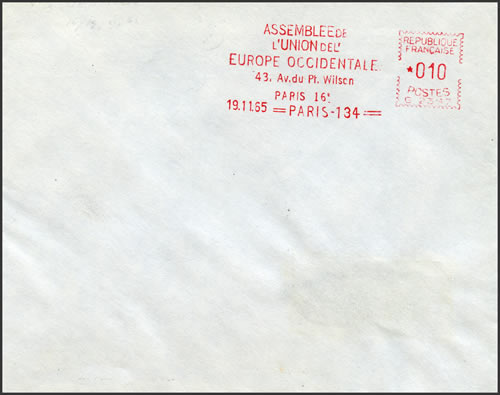 ASSEMBLEE DE
L'UNION DE L'
EUROPE OCCIDENTALE
43. Av. du Pt. Wilson
PARIS 16ᵉ
19.11.65 PARIS-134
REPUBLIQUE
FRANCAISE
*010
POSTES